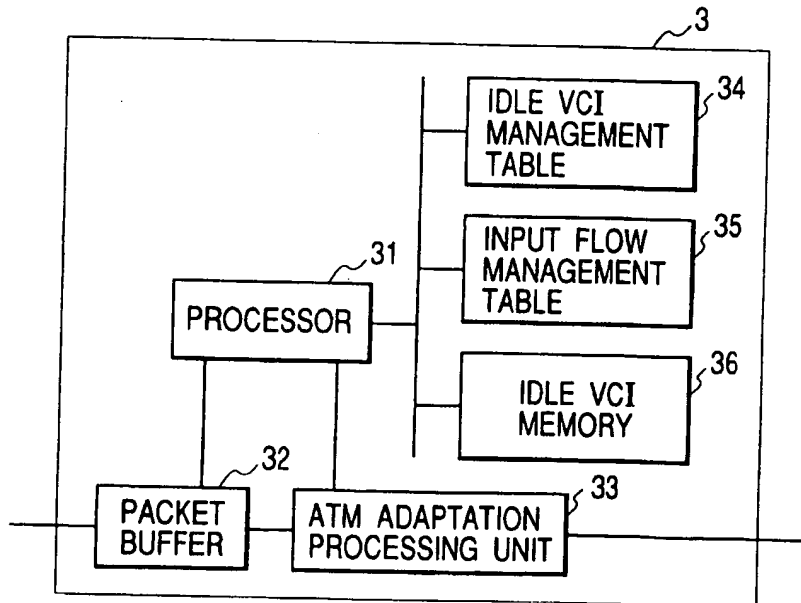 3
IDLE VCI
MANAGEMENT
TABLE
34
INPUT FLOW
MANAGEMENT
TABLE
35
31
PROCESSOR
IDLE VCI
MEMORY
36
32
PACKET
BUFFER
33
ATM ADAPTATION
PROCESSING UNIT